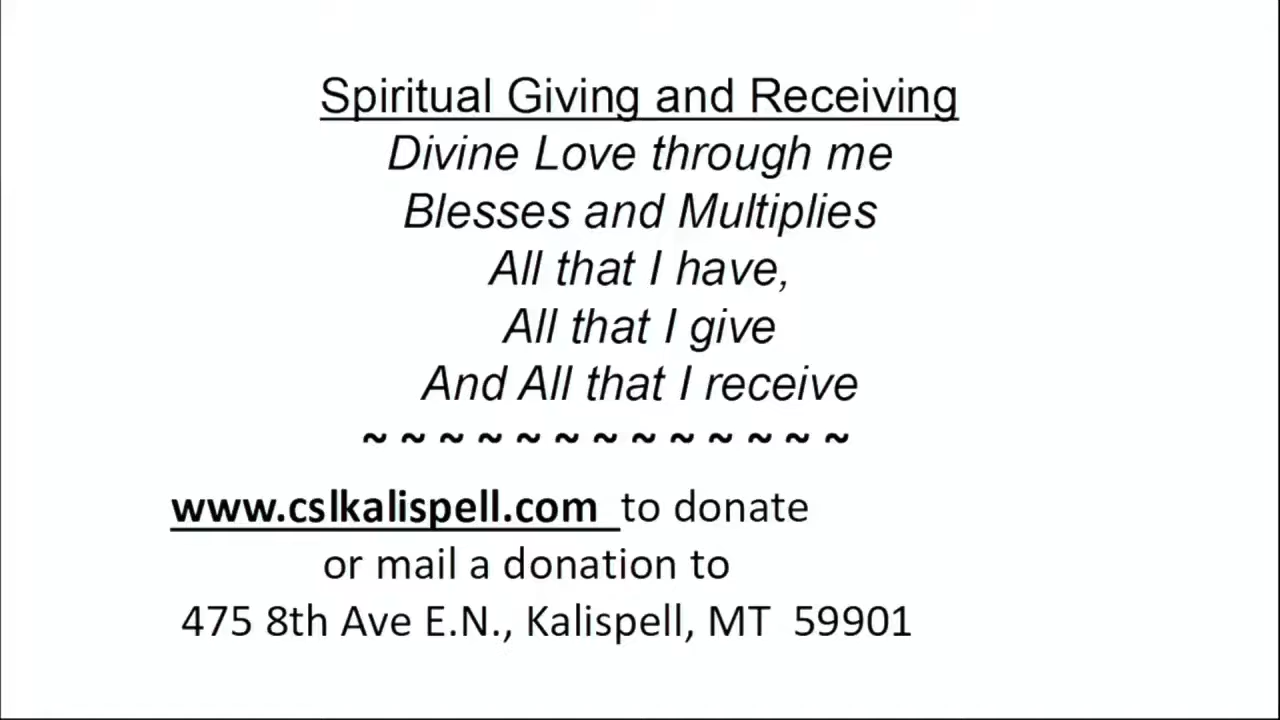 Spiritual Giving and Receiving
Divine Love through me
Blesses and Multiplies
All that I have,
All that I give
And All that I receive
~ ~ ~ ~ ~ ~ ~ ~ ~ ~ ~ ~ ~
www.cslkalispell.com to donate
or mail a donation to
475 8th Ave E.N., Kalispell, MT 59901